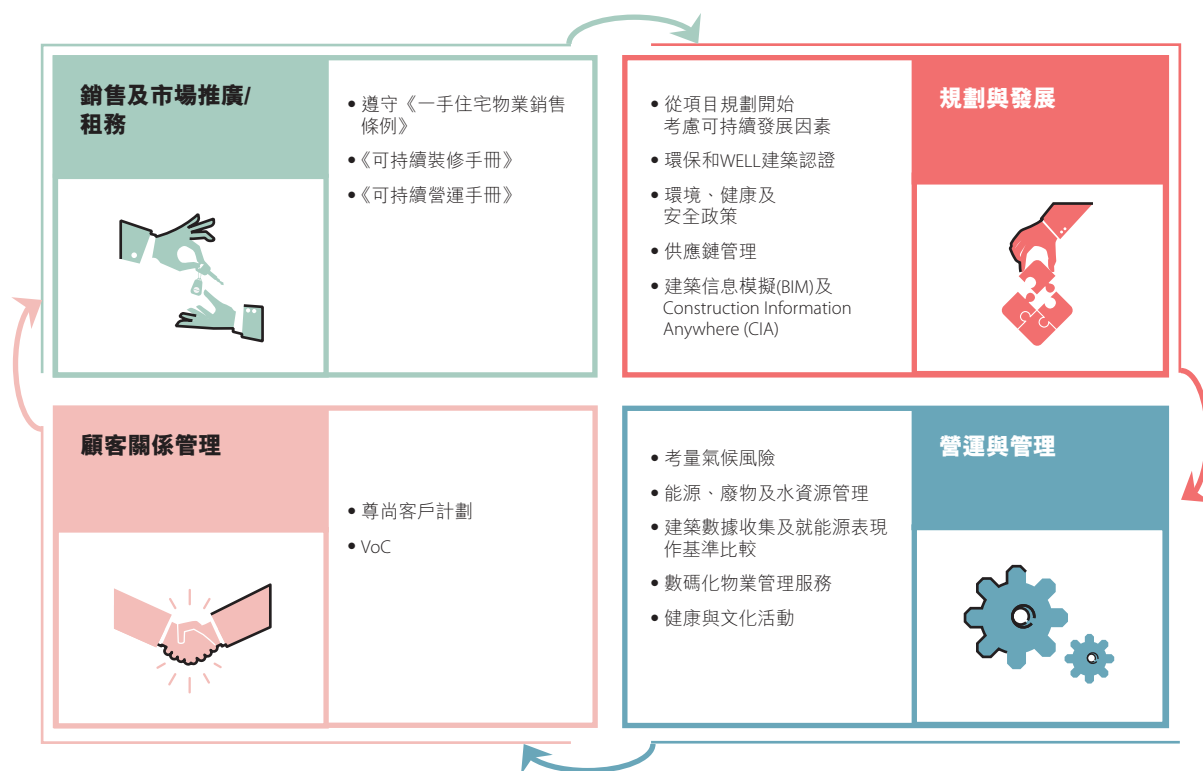 銷售及市場推廣/
租務
• 遵守《一手住宅物業銷售
條例》
•《可持續裝修手冊》
•《可持續營運手冊》
• 從項目規劃開始
考慮可持續發展因素
• 環保和WELL建築認證
• 環境、健康及
安全政策
• 供應鏈管理
• 建築信息模擬(BIM)及
Construction Information
Anywhere (CIA)
規劃與發展
顧客關係管理
• 尊尚客戶計劃
• VoC
• 考量氣候風險
• 能源、廢物及水資源管理
• 建築數據收集及就能源表現
作基準比較
• 數碼化物業管理服務
• 健康與文化活動
營運與管理